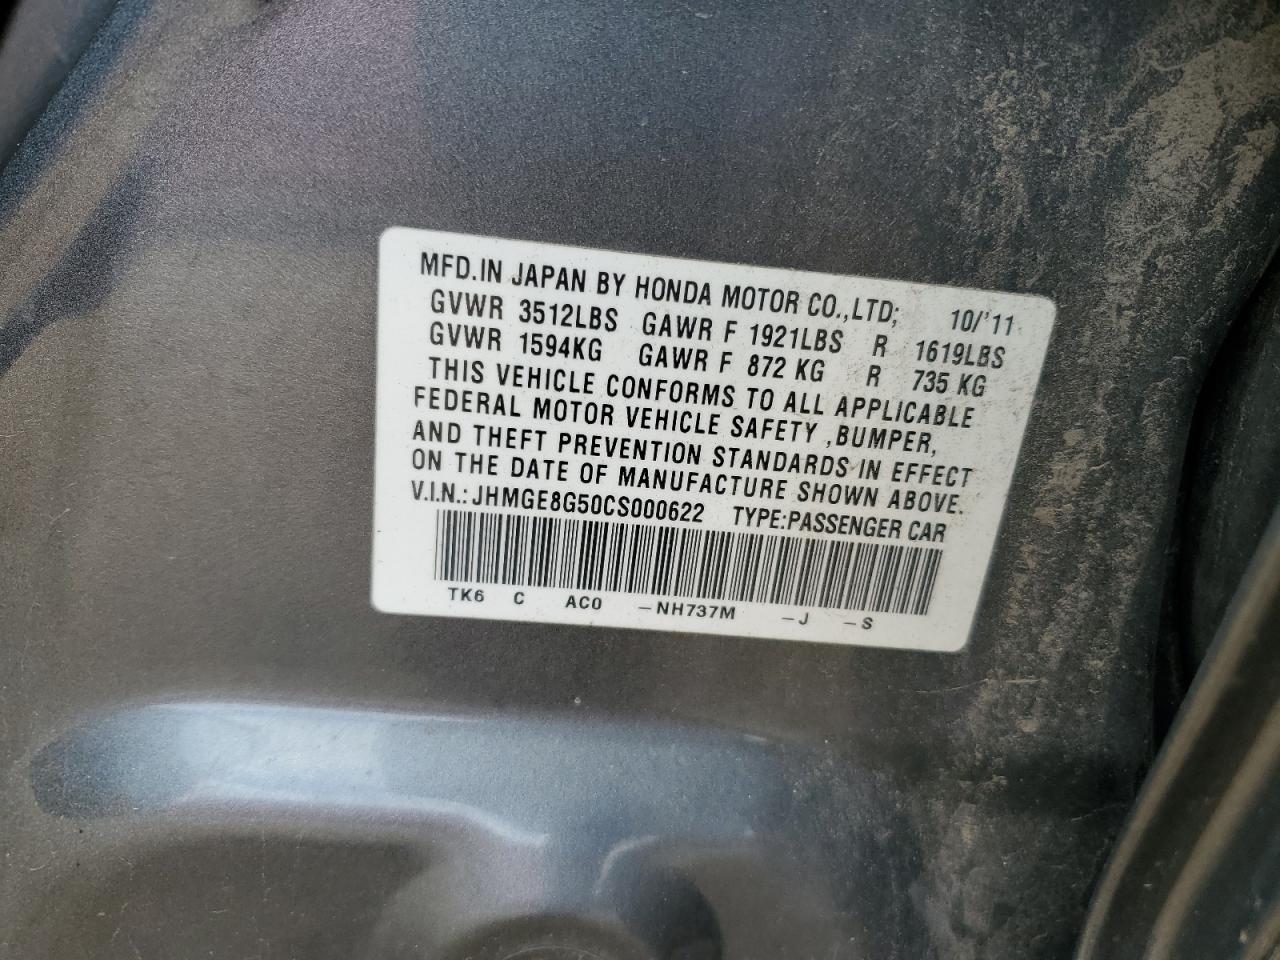 MFD.IN JAPAN BY HONDA MOTOR CO.,LTD; 10/'11
GVWR 3512LBS GAWR F 1921LBS R 1619LBS
GVWR 1594KG GAWR F 872 KG R 735 KG
THIS VEHICLE CONFORMS TO ALL APPLICABLE
FEDERAL MOTOR VEHICLE SAFETY ,BUMPER,
AND THEFT PREVENTION STANDARDS IN EFFECT
ON THE DATE OF MANUFACTURE SHOWN ABOVE.
V.I.N.: JHMGE8G50CS000622 TYPE:PASSENGER CAR
TK6 C AC0 -NH737M -J -S